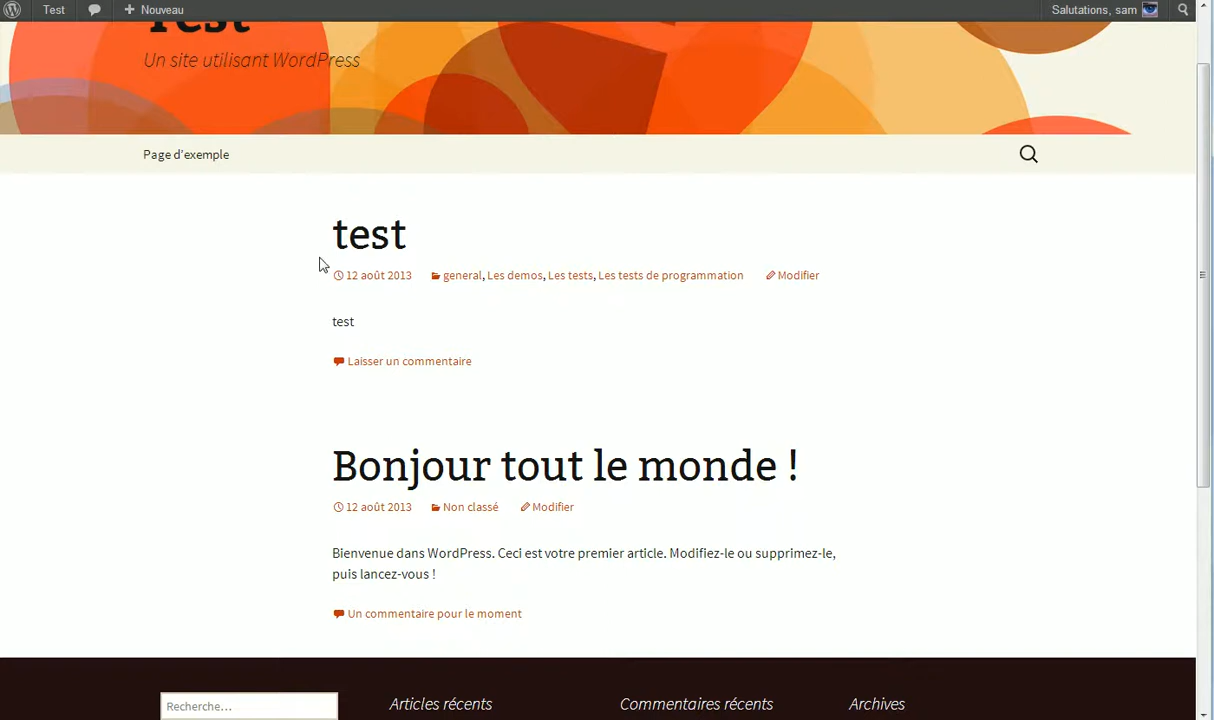 Test Nouveau Salutations, sam
Test
Un site utilisant WordPress
Page d'exemple
test
12 août 2013 general, Les demos, Les tests, Les tests de programmation Modifier
test
Laisser un commentaire
Bonjour tout le monde !
12 août 2013 Non classé Modifier
Bienvenue dans WordPress. Ceci est votre premier article. Modifiez-le ou supprimez-le,
puis lancez-vous !
Un commentaire pour le moment
Recherche… Articles récents Commentaires récents Archives